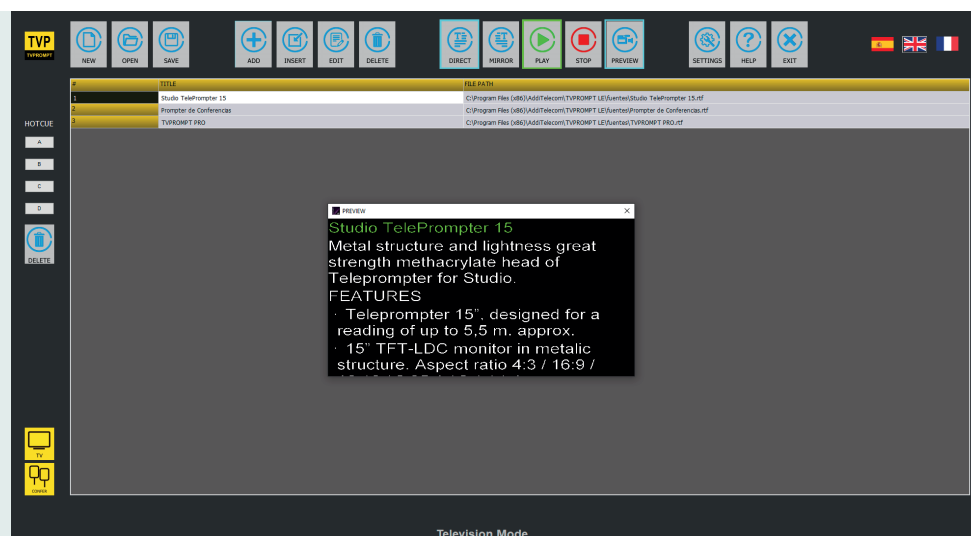 TVP
TVPROMPT
NEW OPEN SAVE ADD INSERT EDIT DELETE DIRECT MIRROR PLAY STOP PREVIEW SETTINGS HELP EXIT
# TITLE FILE PATH
1 Studio TelePrompter 15 C:\Program Files (x86)\AddiTelecom\TVPROMPT LE\fuentes\Studio TelePrompter 15.rtf
2 Prompter de Conferencias C:\Program Files (x86)\AddiTelecom\TVPROMPT LE\fuentes\Prompter de Conferencias.rtf
3 TVPROMPT PRO C:\Program Files (x86)\AddiTelecom\TVPROMPT LE\fuentes\TVPROMPT PRO.rtf
HOTCUE
A
B
C
D
DELETE
PREVIEW
Studio TelePrompter 15
Metal structure and lightness great
strength methacrylate head of
Teleprompter for Studio.
FEATURES
· Teleprompter 15”, designed for a
reading of up to 5,5 m. approx.
· 15” TFT-LDC monitor in metalic
structure. Aspect ratio 4:3 / 16:9 /
TV
CONFER
Television Mode